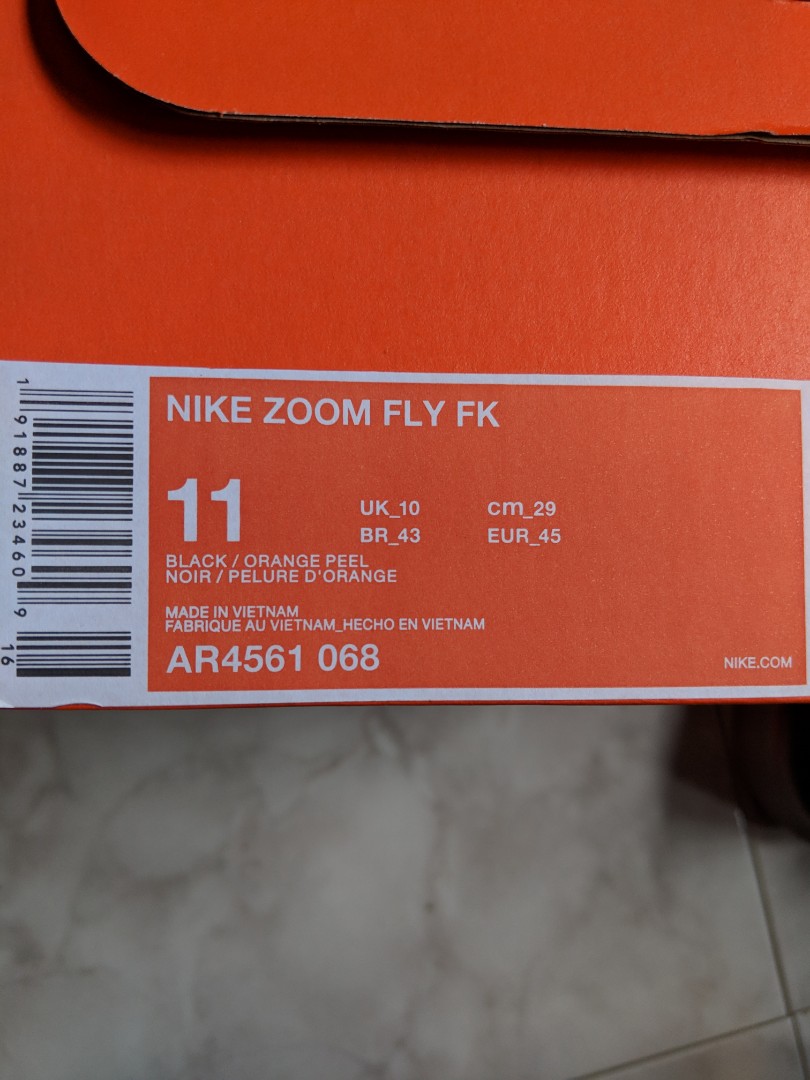 1 91887 23460 9
16
NIKE ZOOM FLY FK
11
UK_10 cm_29
BR_43 EUR_45
BLACK / ORANGE PEEL
NOIR / PELURE D'ORANGE
MADE IN VIETNAM
FABRIQUE AU VIETNAM_HECHO EN VIETNAM
AR4561 068
NIKE.COM